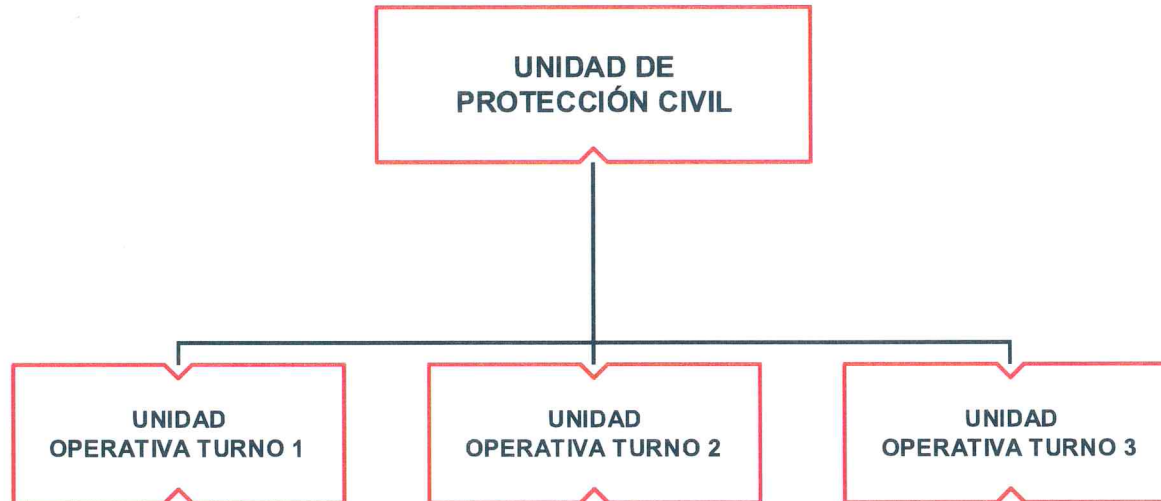 UNIDAD DE
PROTECCIÓN CIVIL
UNIDAD
OPERATIVA TURNO 1
UNIDAD
OPERATIVA TURNO 2
UNIDAD
OPERATIVA TURNO 3